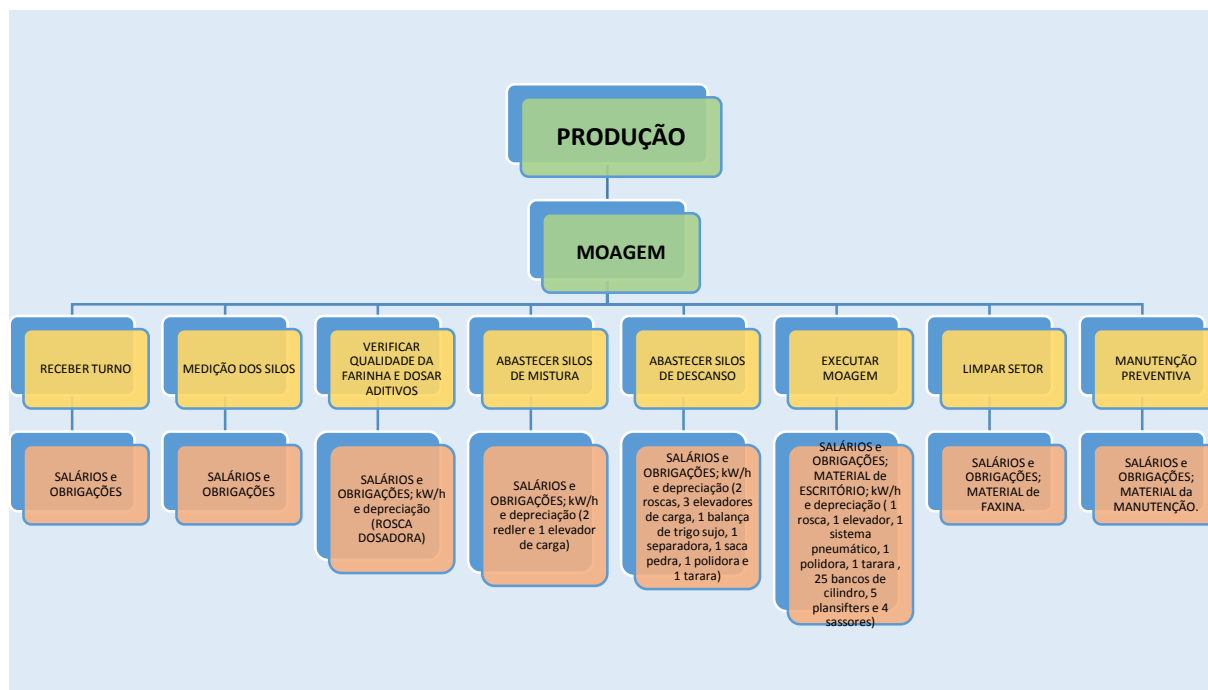 PRODUÇÃO
MOAGEM
RECEBER TURNO
MEDIÇÃO DOS SILOS
VERIFICAR
QUALIDADE DA
FARINHA E DOSAR
ADITIVOS
ABASTECER SILOS
DE MISTURA
ABASTECER SILOS
DE DESCANSO
EXECUTAR
MOAGEM
LIMPAR SETOR
MANUTENÇÃO
PREVENTIVA
SALÁRIOS e
OBRIGAÇÕES
SALÁRIOS e
OBRIGAÇÕES
SALÁRIOS e
OBRIGAÇÕES; kW/h
e depreciação
(ROSCA
DOSADORA)
SALÁRIOS e
OBRIGAÇÕES; kW/h
e depreciação (2
redler e 1 elevador
de carga)
SALÁRIOS e
OBRIGAÇÕES; kW/h
e depreciação (2
roscas, 3 elevadores
de carga, 1 balança
de trigo sujo, 1
separadora, 1 saca
pedra, 1 polidora e
1 tarara)
SALÁRIOS e
OBRIGAÇÕES;
MATERIAL de
ESCRITÓRIO; kW/h
e depreciação ( 1
rosca, 1 elevador, 1
sistema
pneumático, 1
polidora, 1 tarara ,
25 bancos de
cilindro, 5
plansifters e 4
sassores)
SALÁRIOS e
OBRIGAÇÕES;
MATERIAL de
FAXINA.
SALÁRIOS e
OBRIGAÇÕES;
MATERIAL da
MANUTENÇÃO.